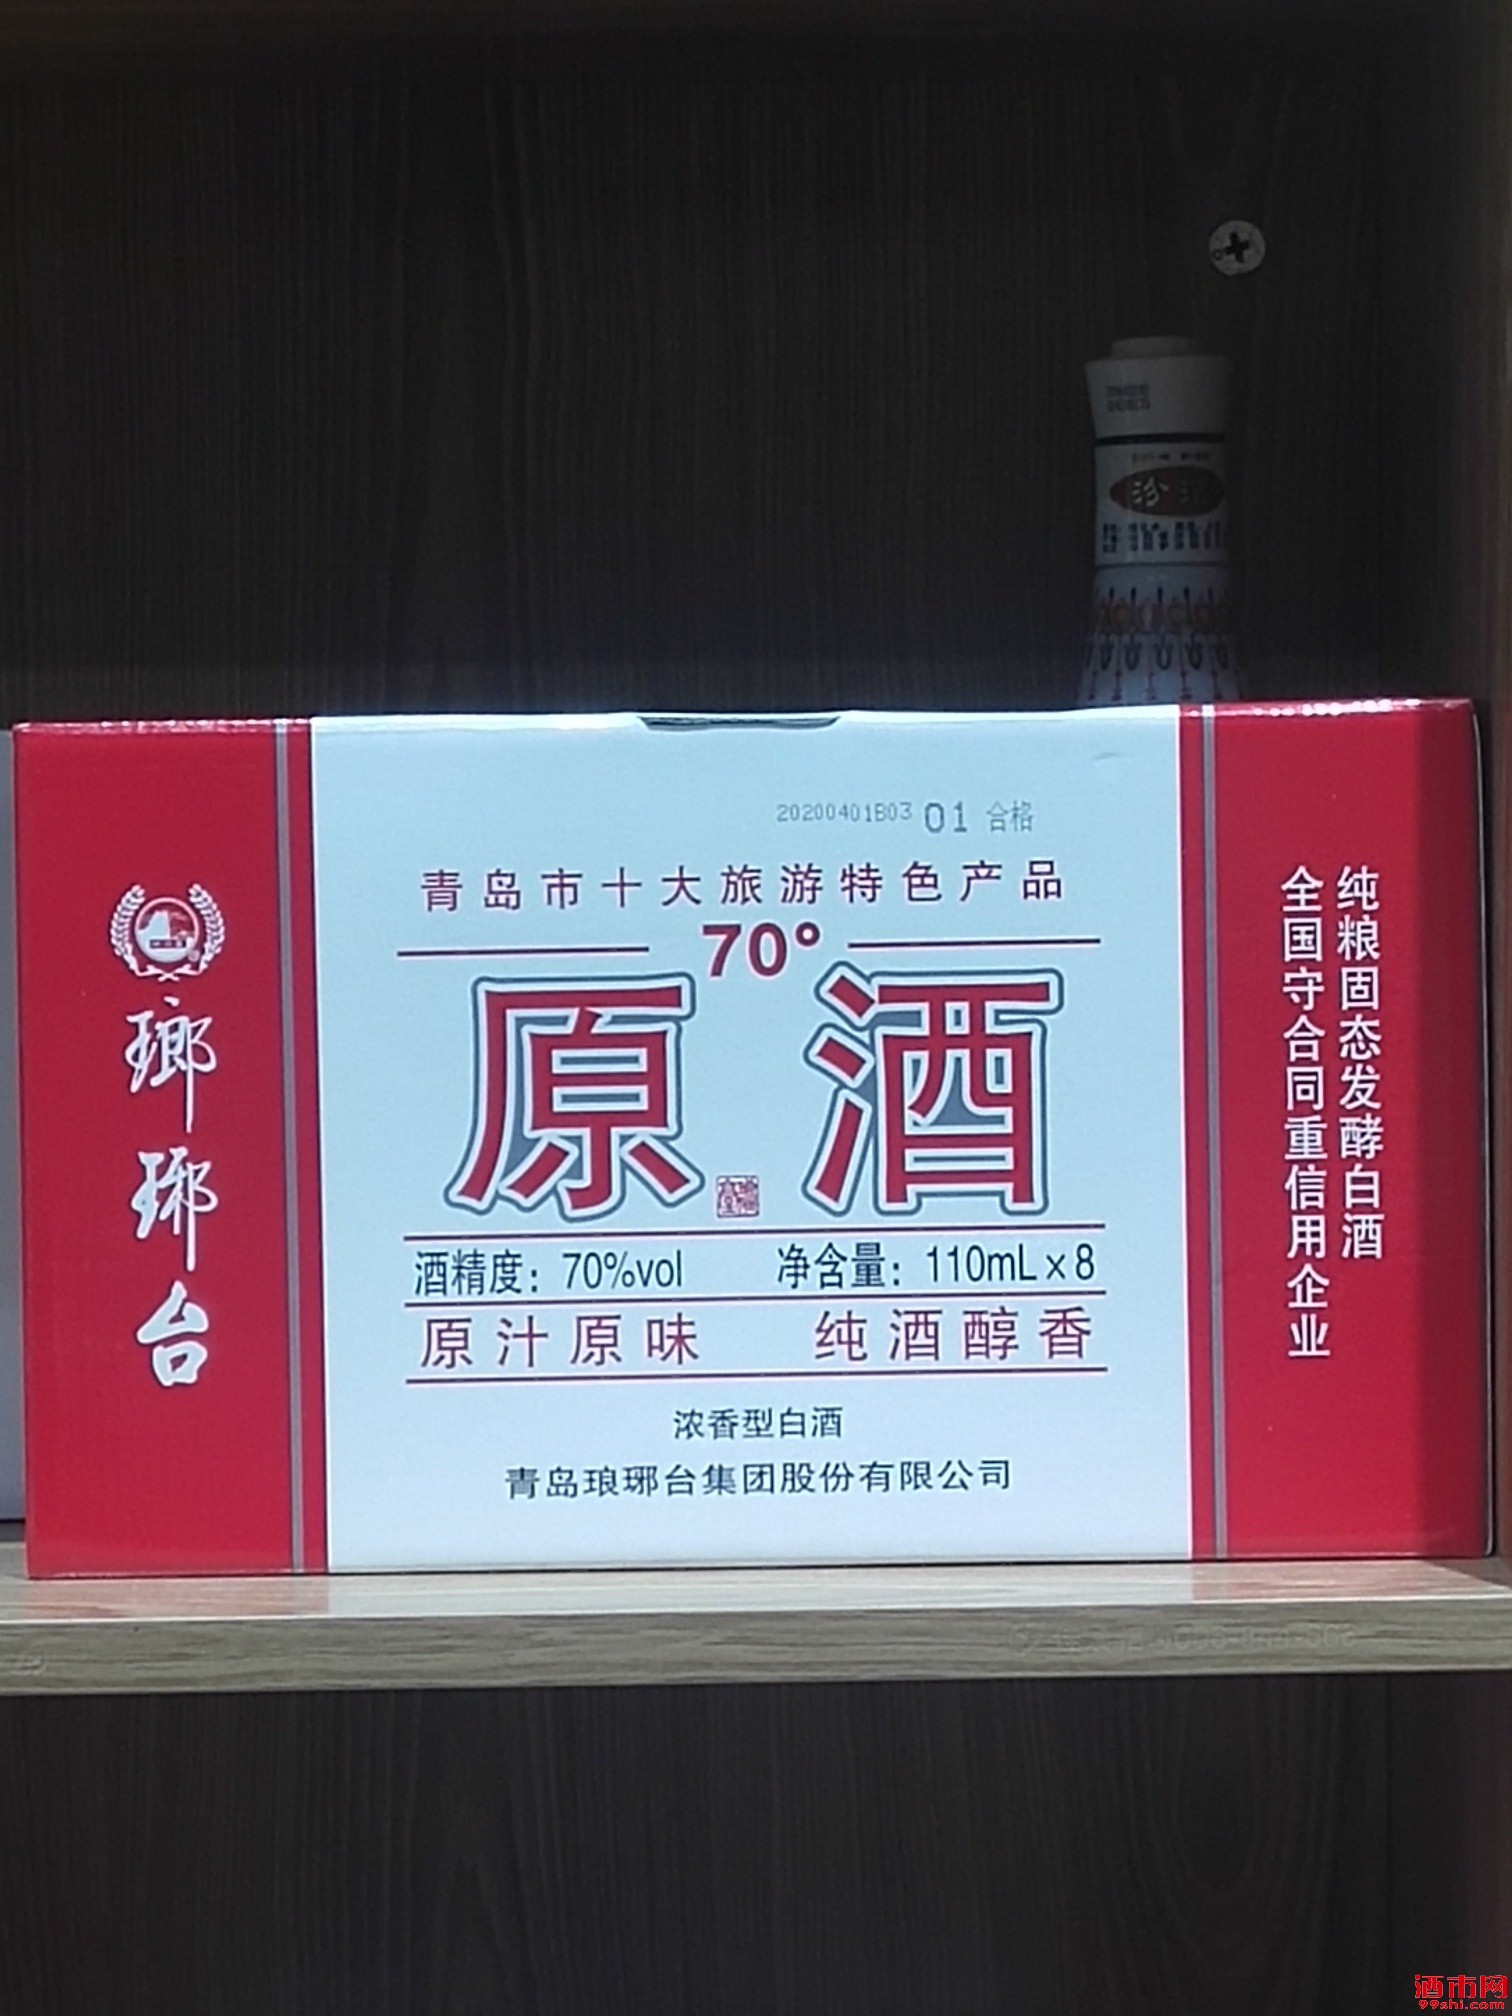 汾
20200401B03 01 合格
青岛市十大旅游特色产品
70°
原酒
酒精度：70%vol 净含量：110mL×8
原汁原味 纯酒醇香
浓香型白酒
青岛琅琊台集团股份有限公司
瑯琊台
纯粮固态发酵白酒
全国守合同重信用企业
酒市网
99shi.com